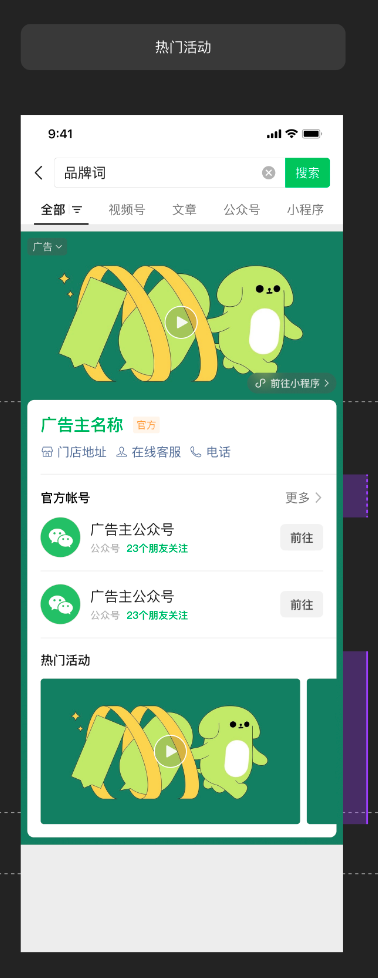 热门活动
9:41
品牌词
搜索
全部 视频号 文章 公众号 小程序
广告
前往小程序
广告主名称 官方
门店地址 在线客服 电话
官方帐号 更多
广告主公众号
公众号 23个朋友关注
前往
广告主公众号
公众号 23个朋友关注
前往
热门活动